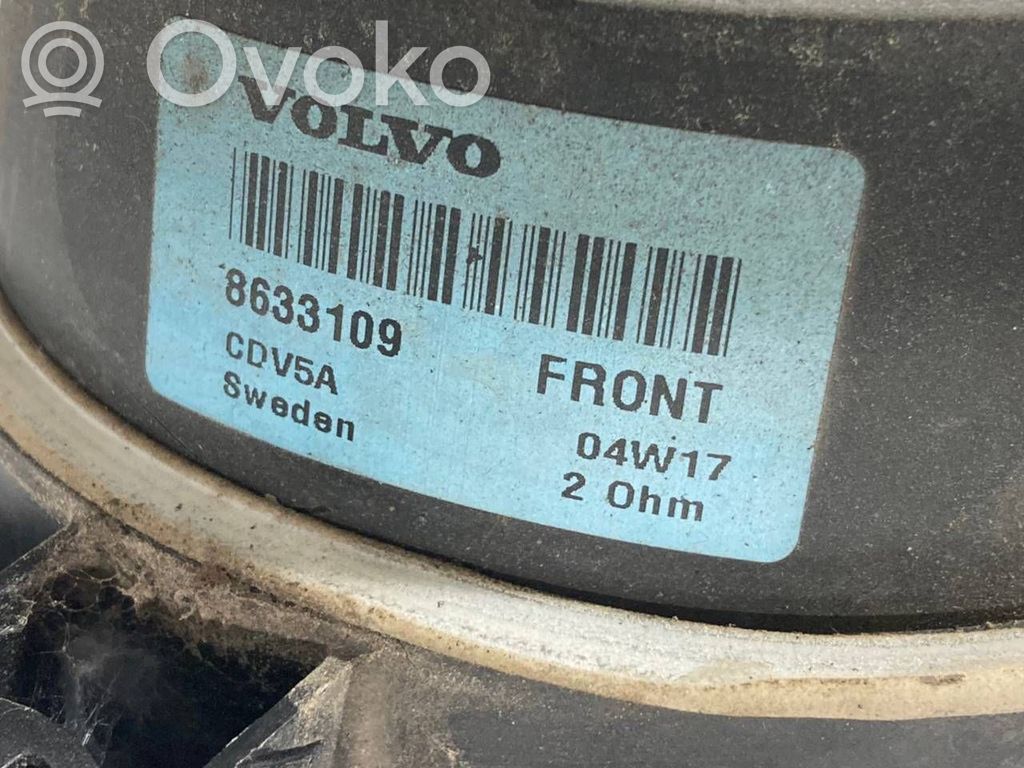 Ovoko
VOLVO
8633109
CDV5A
Sweden
FRONT
04W17
2 Ohm